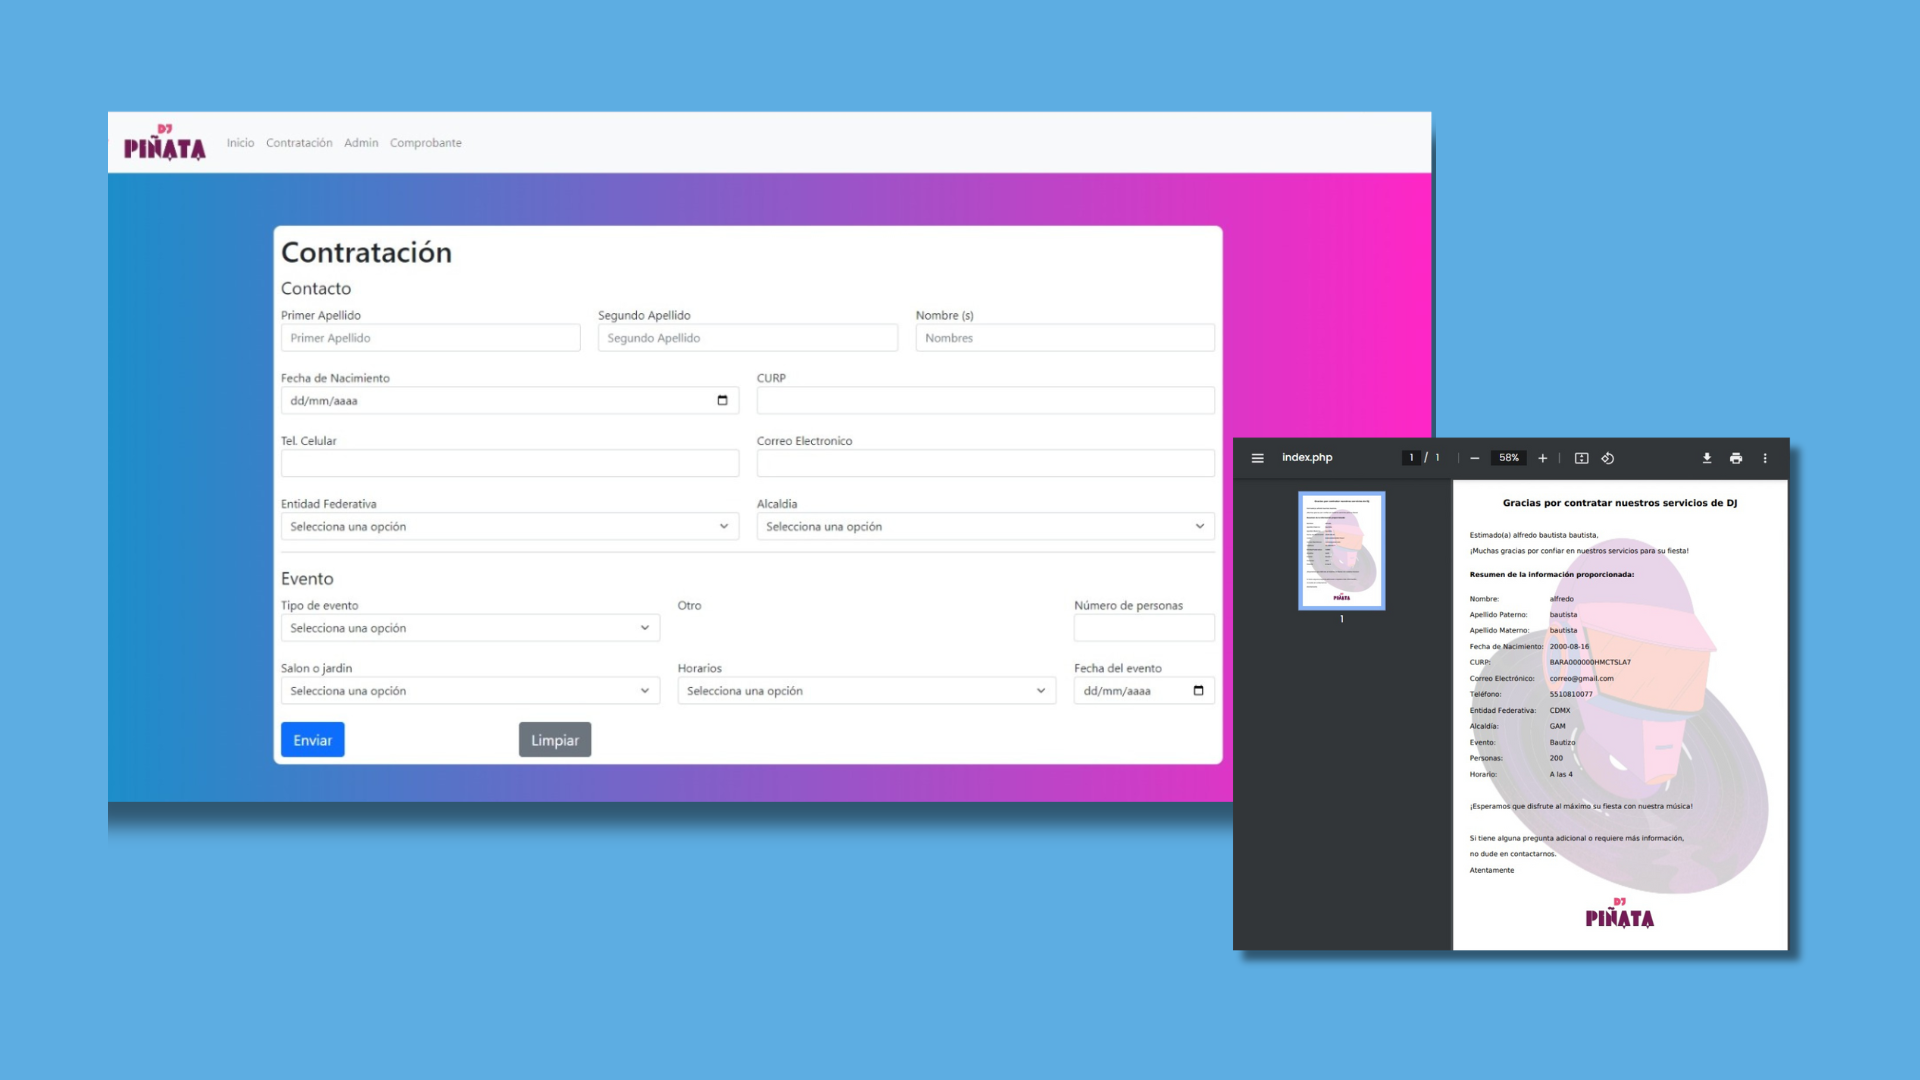 DJ
PIÑATA
Inicio Contratación Admin Comprobante
Contratación
Contacto
Primer Apellido Segundo Apellido Nombre (s)
Primer Apellido Segundo Apellido Nombres
Fecha de Nacimiento CURP
dd/mm/aaaa
Tel. Celular Correo Electronico
Entidad Federativa Alcaldia
Selecciona una opción Selecciona una opción
Evento
Tipo de evento Otro Número de personas
Selecciona una opción
Salon o jardin Horarios Fecha del evento
Selecciona una opción Selecciona una opción dd/mm/aaaa
Enviar Limpiar
index.php 1 / 1 58%
1
Gracias por contratar nuestros servicios de DJ
Estimado(a) alfredo bautista bautista,
¡Muchas gracias por confiar en nuestros servicios para su fiesta!
Resumen de la información proporcionada:
Nombre: alfredo
Apellido Paterno: bautista
Apellido Materno: bautista
Fecha de Nacimiento: 2000-08-16
CURP: BARA000000HMCTSLA7
Correo Electrónico: correo@gmail.com
Teléfono: 5510810077
Entidad Federativa: CDMX
Alcaldía: GAM
Evento: Bautizo
Personas: 200
Horario: A las 4
¡Esperamos que disfrute al máximo su fiesta con nuestra música!
Si tiene alguna pregunta adicional o requiere más información,
no dude en contactarnos.
Atentamente
DJ
PIÑATA